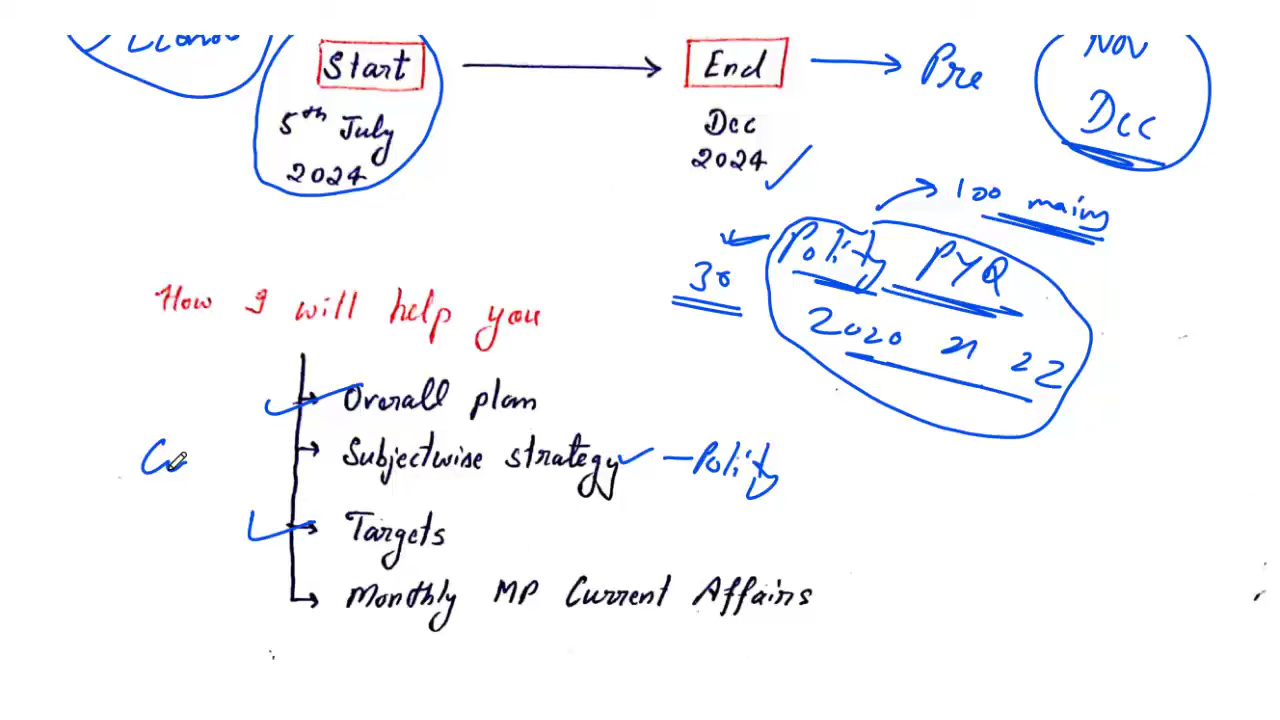 Start
End
Pre
Nov
Dec
5th July
2024
Dec
2024
100 mains
Polity PYQ
30
2020 21 22
How I will help you
Overall plan
Subjectwise strategy - Polity
Targets
Monthly MP Current Affairs